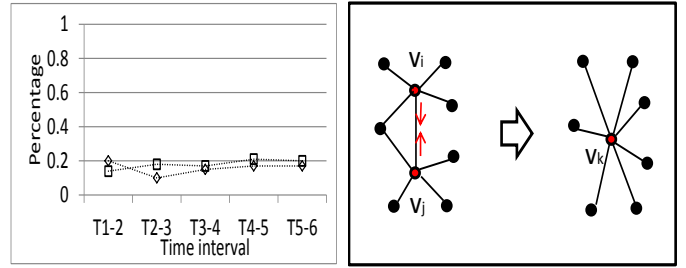 Percentage
1
0.8
0.6
0.4
0.2
0
T1-2 T2-3 T3-4 T4-5 T5-6
Time interval
Vi
Vj
Vk